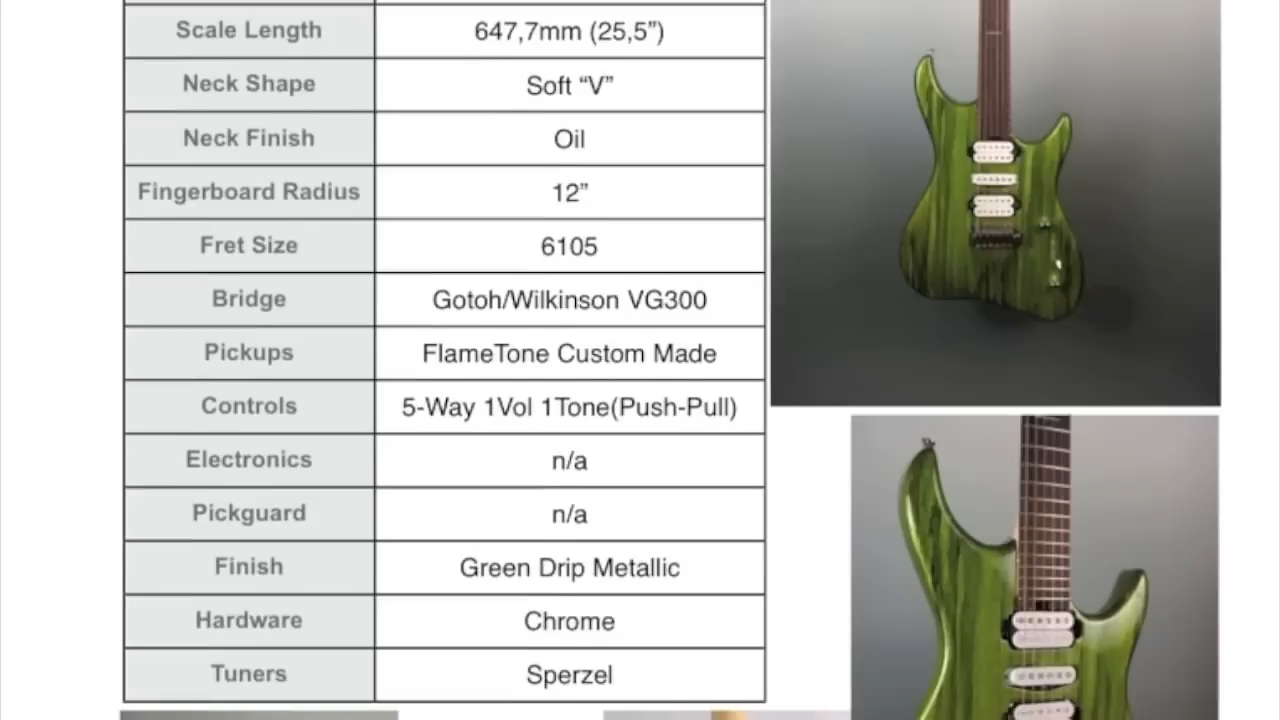 Scale Length 647,7mm (25,5”)
Neck Shape Soft “V”
Neck Finish Oil
Fingerboard Radius 12”
Fret Size 6105
Bridge Gotoh/Wilkinson VG300
Pickups FlameTone Custom Made
Controls 5-Way 1Vol 1Tone(Push-Pull)
Electronics n/a
Pickguard n/a
Finish Green Drip Metallic
Hardware Chrome
Tuners Sperzel